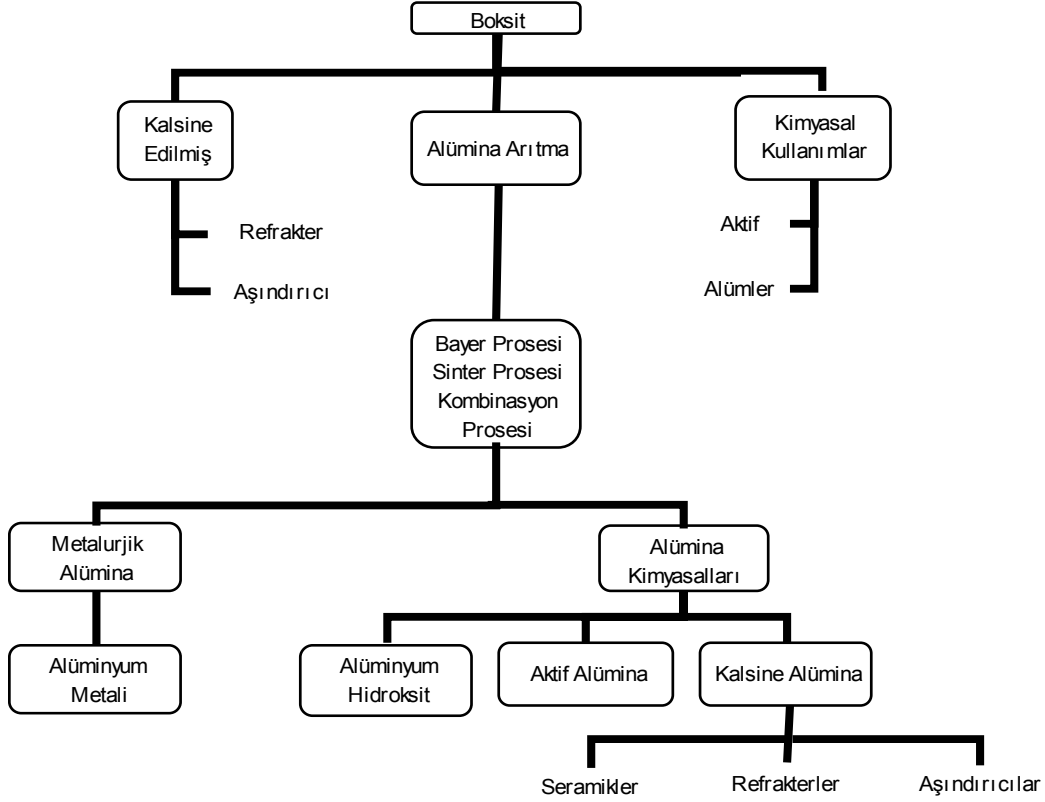 Boksit
Kalsine
Edilmiş
Alümina Arıtma
Kimyasal
Kullanımlar
Refrakter
Aşındırıcı
Aktif
Alümler
Bayer Prosesi
Sinter Prosesi
Kombinasyon
Prosesi
Metalurjik
Alümina
Alümina
Kimyasalları
Alüminyum
Metali
Alüminyum
Hidroksit
Aktif Alümina
Kalsine Alümina
Seramikler
Refrakterler
Aşındırıcılar